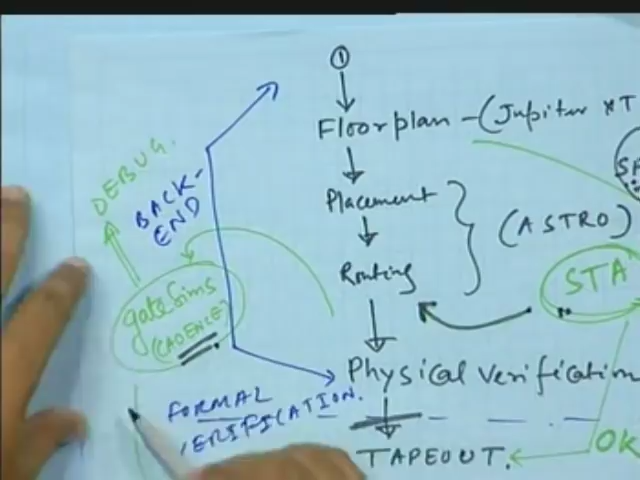 1
Floorplan - (Jupiter XT
Placement
(ASTRO)
Routing
STA
Physical verification
TAPEOUT.
OK
DEBUG.
BACK-
END
gatesims
(CADENCE)
FORMAL
VERIFICATION.